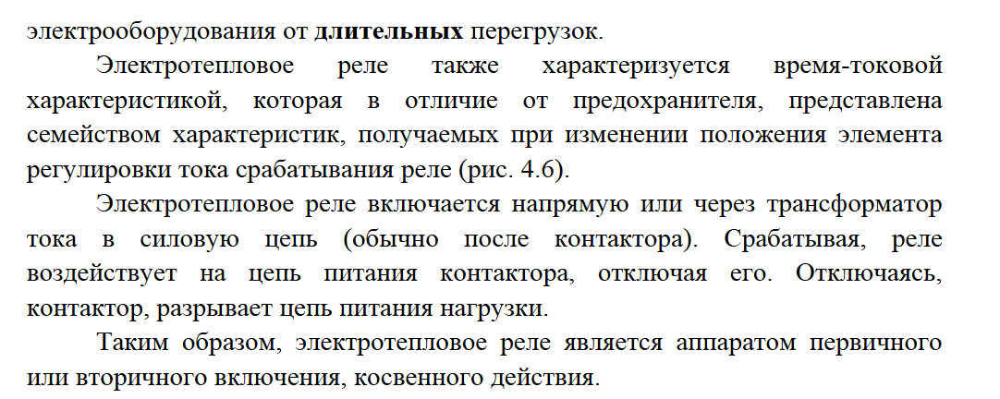 электрооборудования от длительных перегрузок.
Электротепловое реле также характеризуется время-токовой
характеристикой, которая в отличие от предохранителя, представлена
семейством характеристик, получаемых при изменении положения элемента
регулировки тока срабатывания реле (рис. 4.6).
Электротепловое реле включается напрямую или через трансформатор
тока в силовую цепь (обычно после контактора). Срабатывая, реле
воздействует на цепь питания контактора, отключая его. Отключаясь,
контактор, разрывает цепь питания нагрузки.
Таким образом, электротепловое реле является аппаратом первичного
или вторичного включения, косвенного действия.